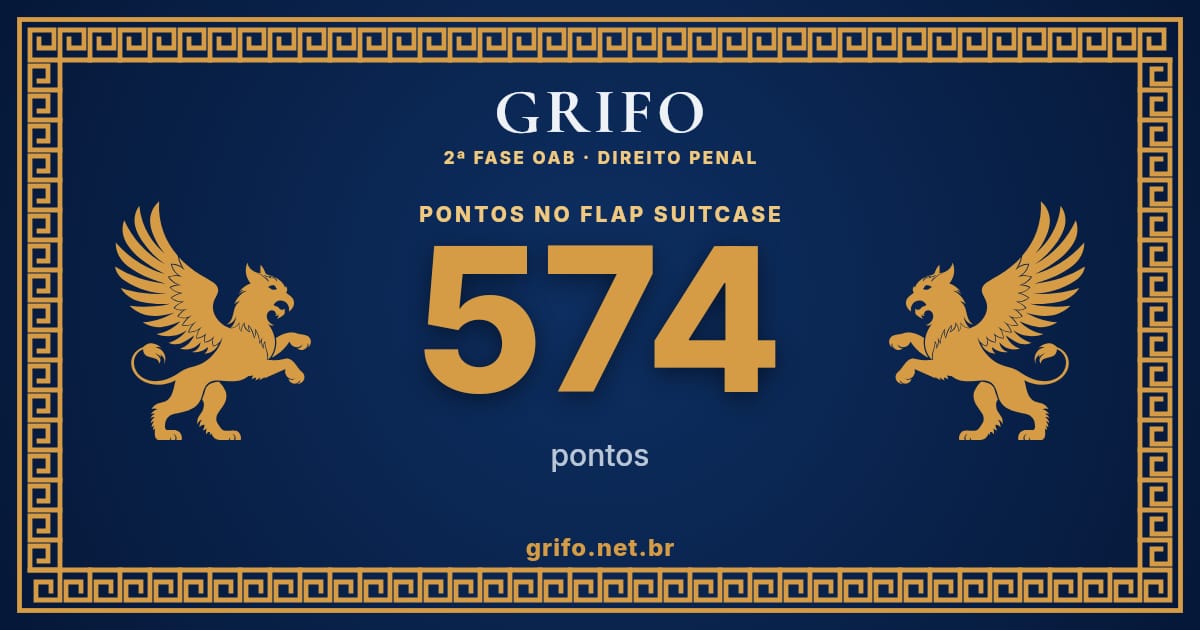 GRIFO
2ª FASE OAB · DIREITO PENAL
PONTOS NO FLAP SUITCASE
574
pontos
grifo.net.br